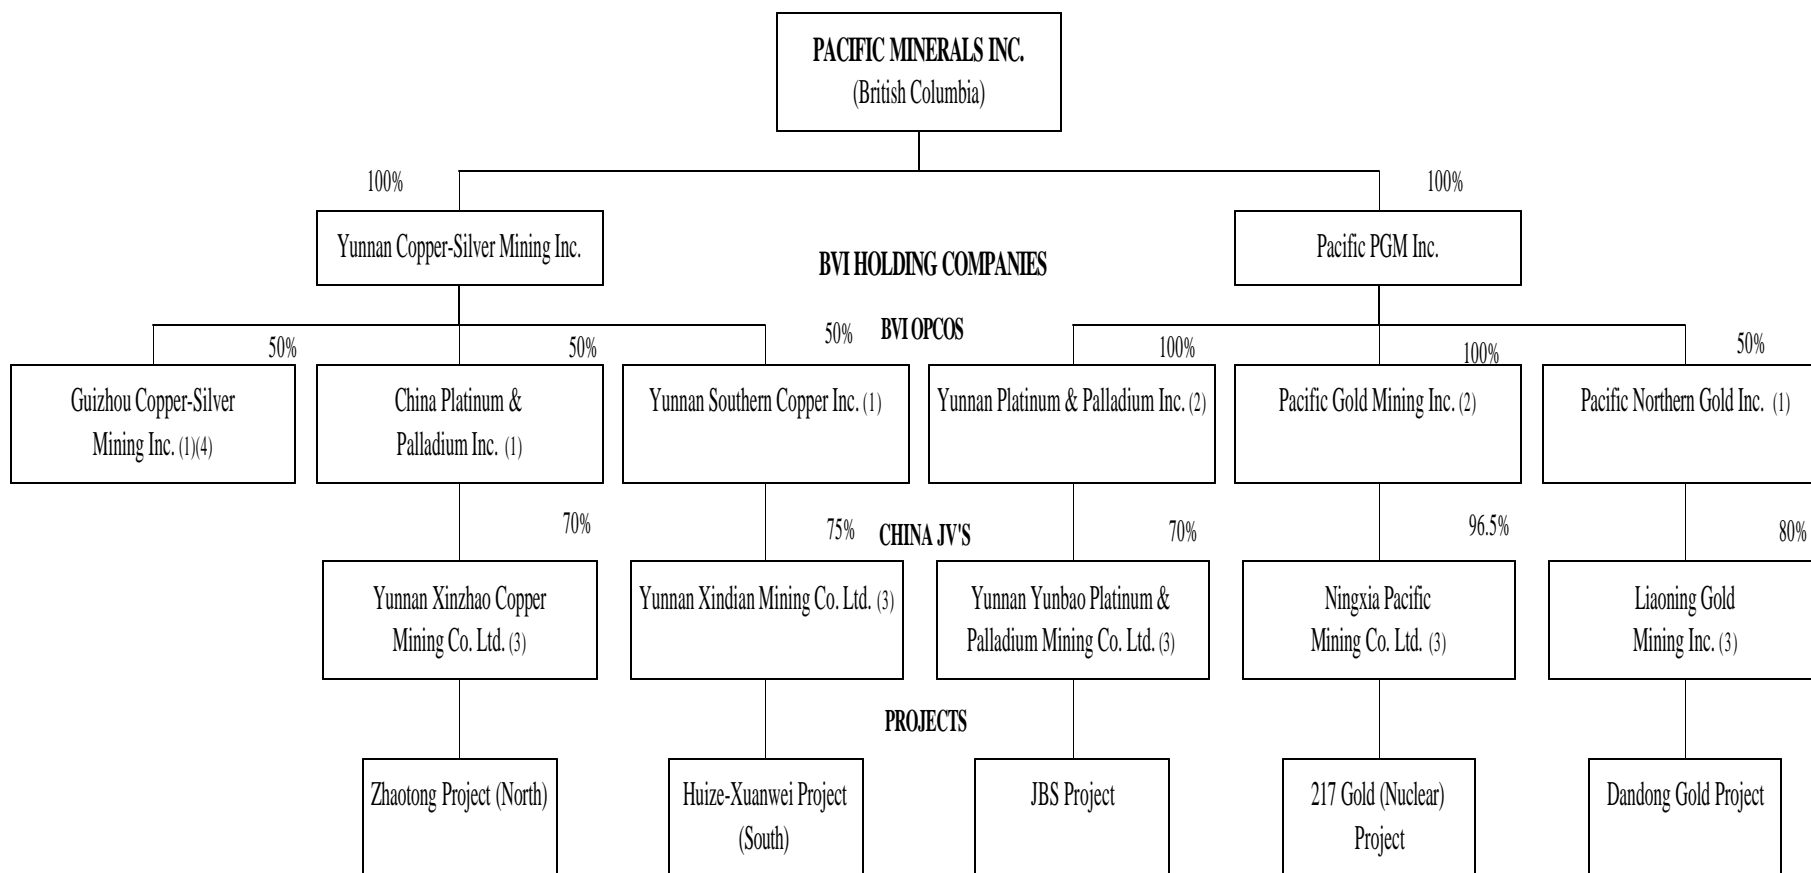 PACIFIC MINERALS INC.
(British Columbia)
100%
100%
Yunnan Copper-Silver Mining Inc.
Pacific PGM Inc.
BVI HOLDING COMPANIES
BVI OPCOS
50%
50%
50%
100%
100%
50%
Guizhou Copper-Silver
Mining Inc. (1)(4)
China Platinum &
Palladium Inc. (1)
Yunnan Southern Copper Inc. (1)
Yunnan Platinum & Palladium Inc. (2)
Pacific Gold Mining Inc. (2)
Pacific Northern Gold Inc. (1)
70%
75%
CHINA JV'S
70%
96.5%
80%
Yunnan Xinzhao Copper
Mining Co. Ltd. (3)
Yunnan Xindian Mining Co. Ltd. (3)
Yunnan Yunbao Platinum &
Palladium Mining Co. Ltd. (3)
Ningxia Pacific
Mining Co. Ltd. (3)
Liaoning Gold
Mining Inc. (3)
PROJECTS
Zhaotong Project (North)
Huize-Xuanwei Project
(South)
JBS Project
217 Gold (Nuclear)
Project
Dandong Gold Project